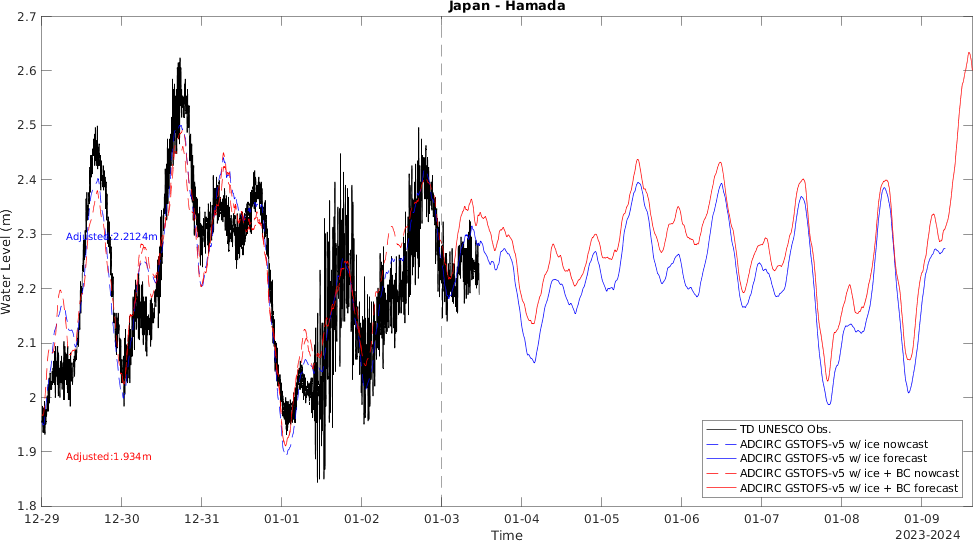 Japan - Hamada
2.7
2.6
2.5
2.4
2.3
2.2
2.1
2
1.9
1.8
Water Level (m)
Adjusted:2.2124m
Adjusted:1.934m
TD UNESCO Obs.
ADCIRC GSTOFS-v5 w/ ice nowcast
ADCIRC GSTOFS-v5 w/ ice forecast
ADCIRC GSTOFS-v5 w/ ice + BC nowcast
ADCIRC GSTOFS-v5 w/ ice + BC forecast
12-29 12-30 12-31 01-01 01-02 01-03 01-04 01-05 01-06 01-07 01-08 01-09
Time
2023-2024